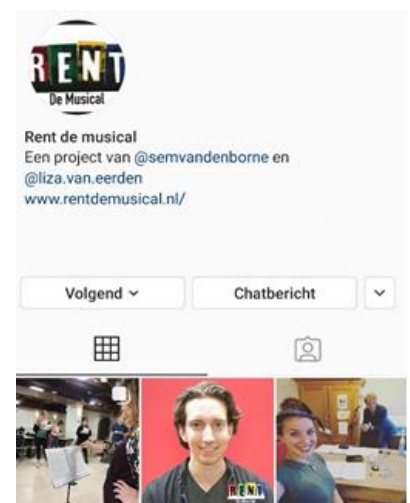 RENT
De Musical
Rent de musical
Een project van @semvandenborne en
@liza.van.eerden
www.rentdemusical.nl/
Volgend
Chatbericht
RENT